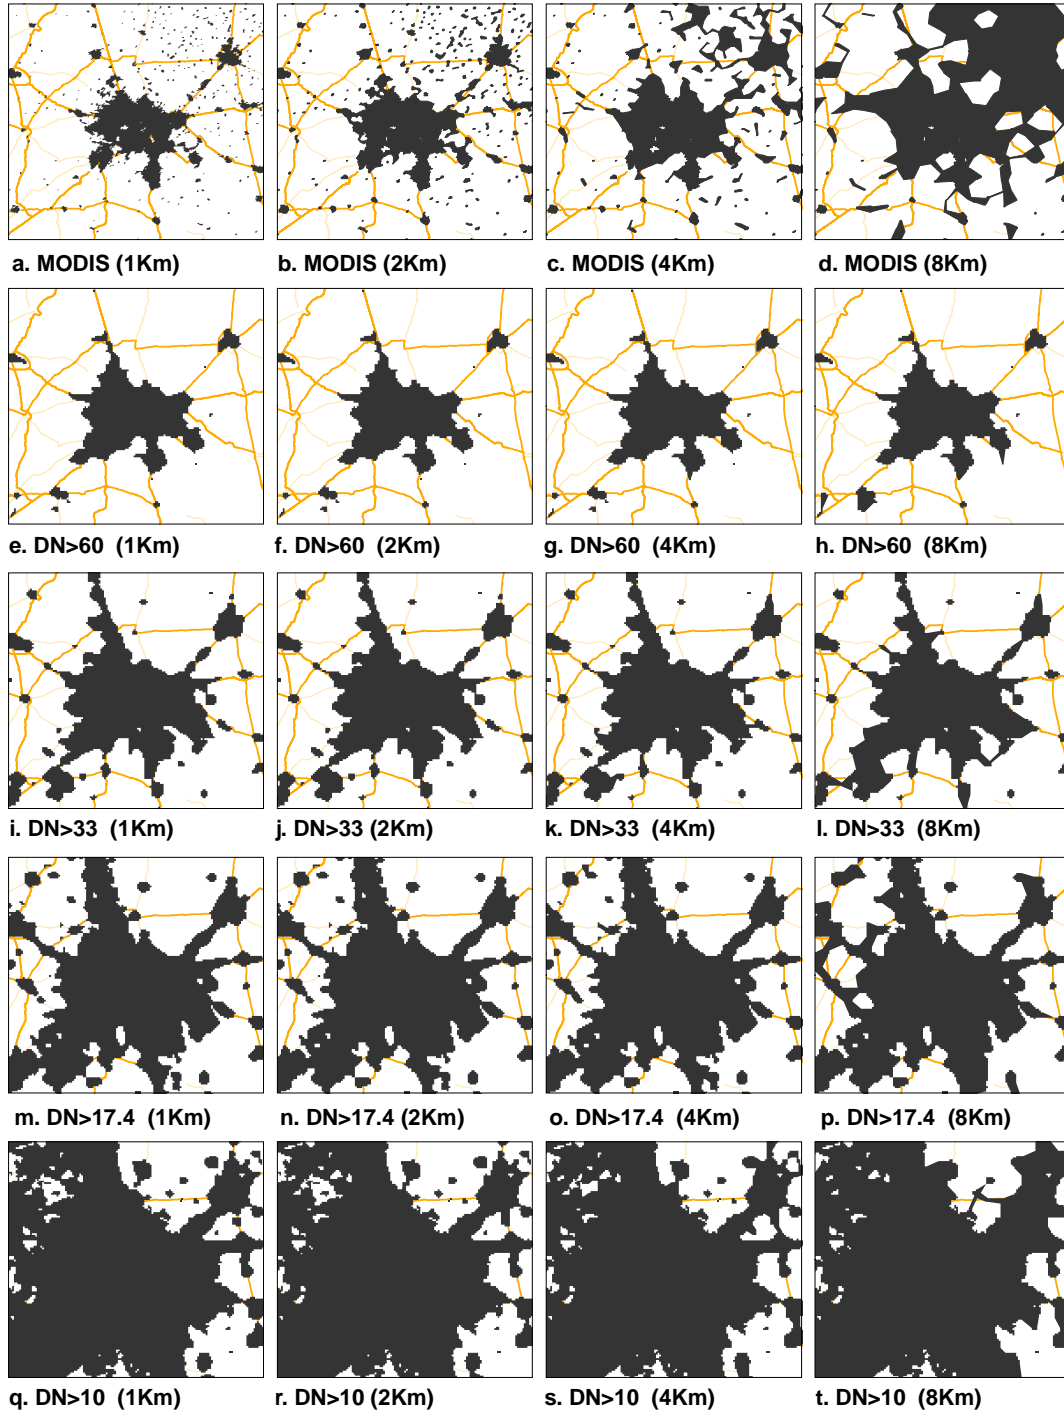 a. MODIS (1Km)
b. MODIS (2Km)
c. MODIS (4Km)
d. MODIS (8Km)
e. DN>60 (1Km)
f. DN>60 (2Km)
g. DN>60 (4Km)
h. DN>60 (8Km)
i. DN>33 (1Km)
j. DN>33 (2Km)
k. DN>33 (4Km)
l. DN>33 (8Km)
m. DN>17.4 (1Km)
n. DN>17.4 (2Km)
o. DN>17.4 (4Km)
p. DN>17.4 (8Km)
q. DN>10 (1Km)
r. DN>10 (2Km)
s. DN>10 (4Km)
t. DN>10 (8Km)